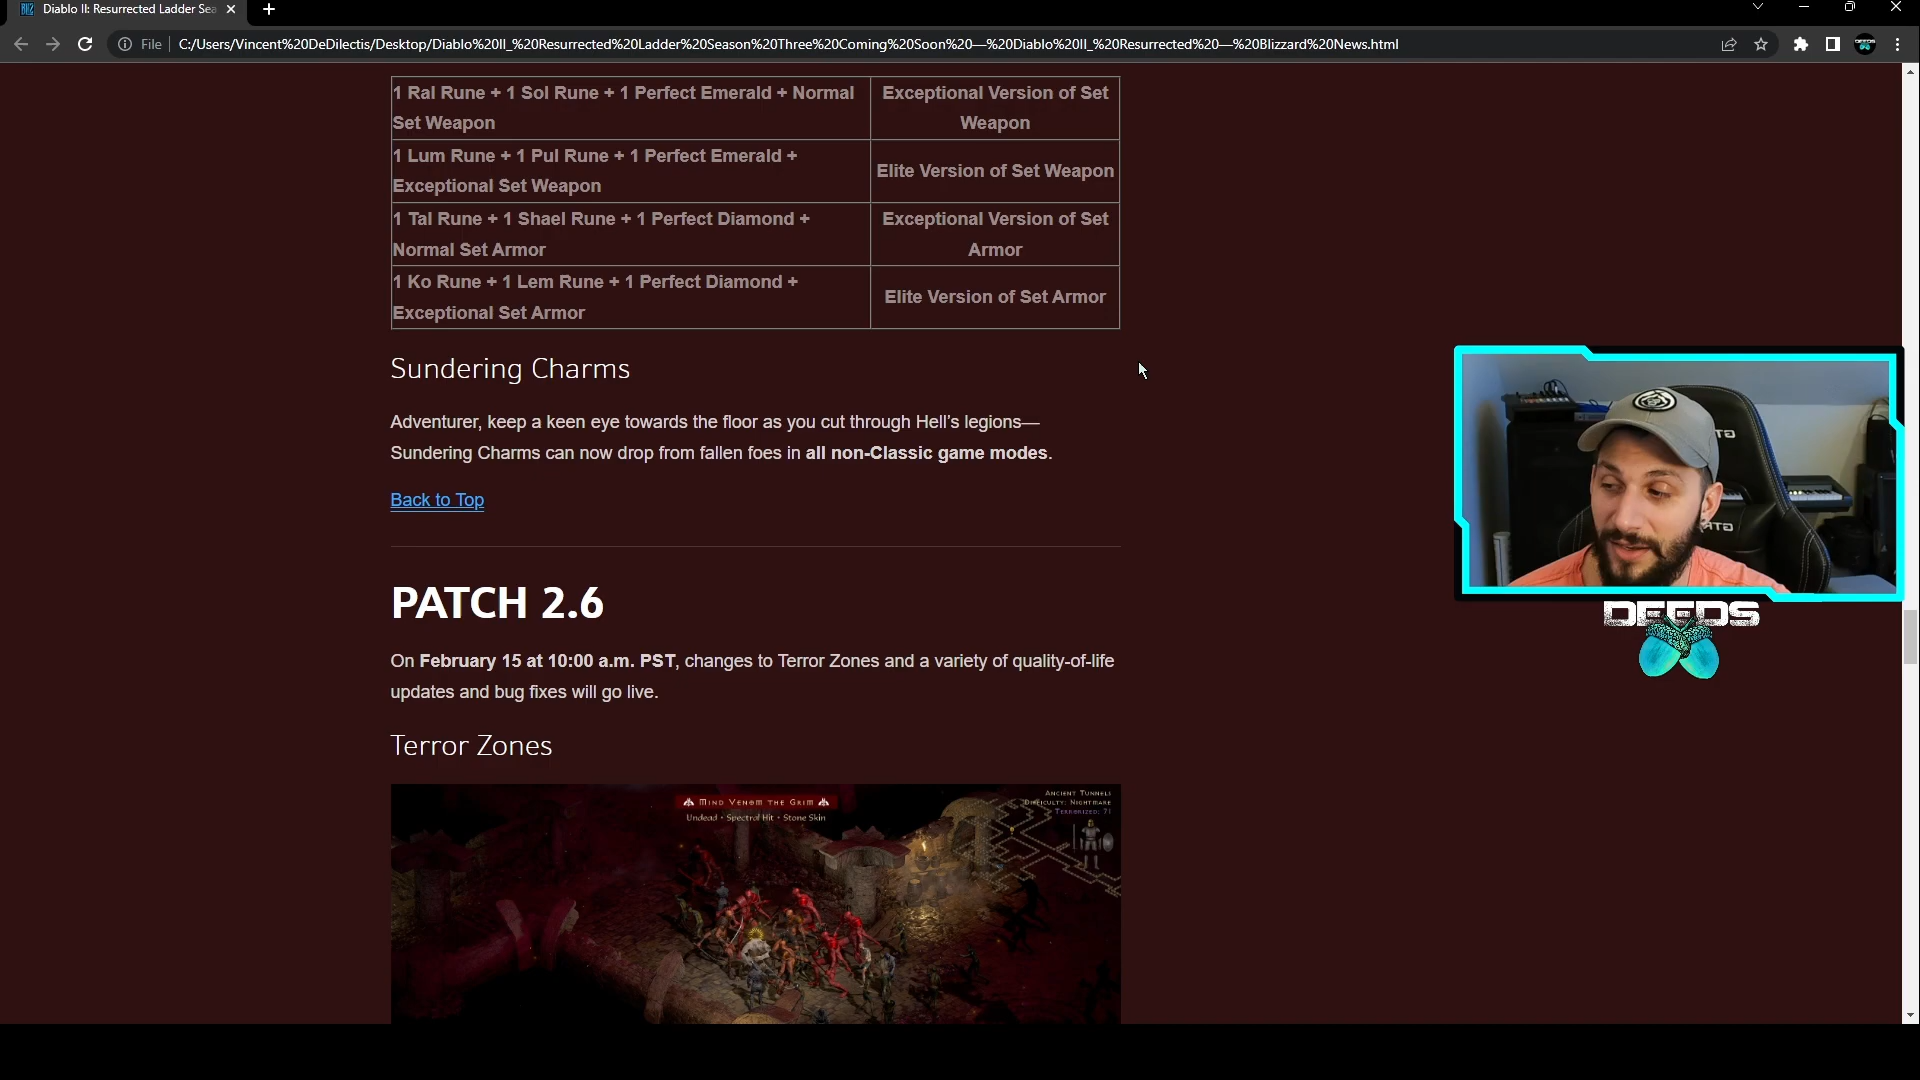 Diablo II: Resurrected Ladder Sea
File
C:/Users/Vincent%20DeDilectis/Desktop/Diablo%20II_%20Resurrected%20Ladder%20Season%20Three%20Coming%20Soon%20—%20Diablo%20II_%20Resurrected%20—%20Blizzard%20News.html
1 Ral Rune + 1 Sol Rune + 1 Perfect Emerald + Normal
Set Weapon
Exceptional Version of Set
Weapon
1 Lum Rune + 1 Pul Rune + 1 Perfect Emerald +
Exceptional Set Weapon
Elite Version of Set Weapon
1 Tal Rune + 1 Shael Rune + 1 Perfect Diamond +
Normal Set Armor
Exceptional Version of Set
Armor
1 Ko Rune + 1 Lem Rune + 1 Perfect Diamond +
Exceptional Set Armor
Elite Version of Set Armor
Sundering Charms
Adventurer, keep a keen eye towards the floor as you cut through Hell’s legions—
Sundering Charms can now drop from fallen foes in all non-Classic game modes.
Back to Top
PATCH 2.6
On February 15 at 10:00 a.m. PST, changes to Terror Zones and a variety of quality-of-life
updates and bug fixes will go live.
Terror Zones
Mind Venom the Grim
Undead • Spectral Hit • Stone Skin
Ancient Tunnels
Difficulty: Nightmare
Terrorized: 71
DEEDS